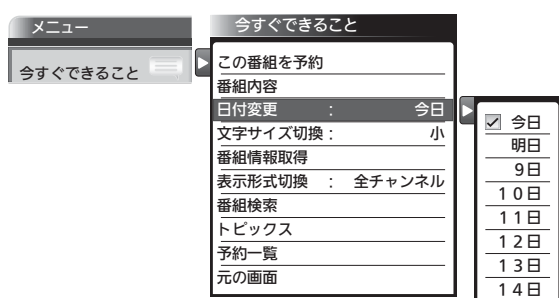 メニュー
今すぐできること
今すぐできること
この番組を予約
番組内容
日付変更 : 今日
文字サイズ切換 : 小
番組情報取得
表示形式切換 : 全チャンネル
番組検索
トピックス
予約一覧
元の画面
今日
明日
9日
10日
11日
12日
13日
14日